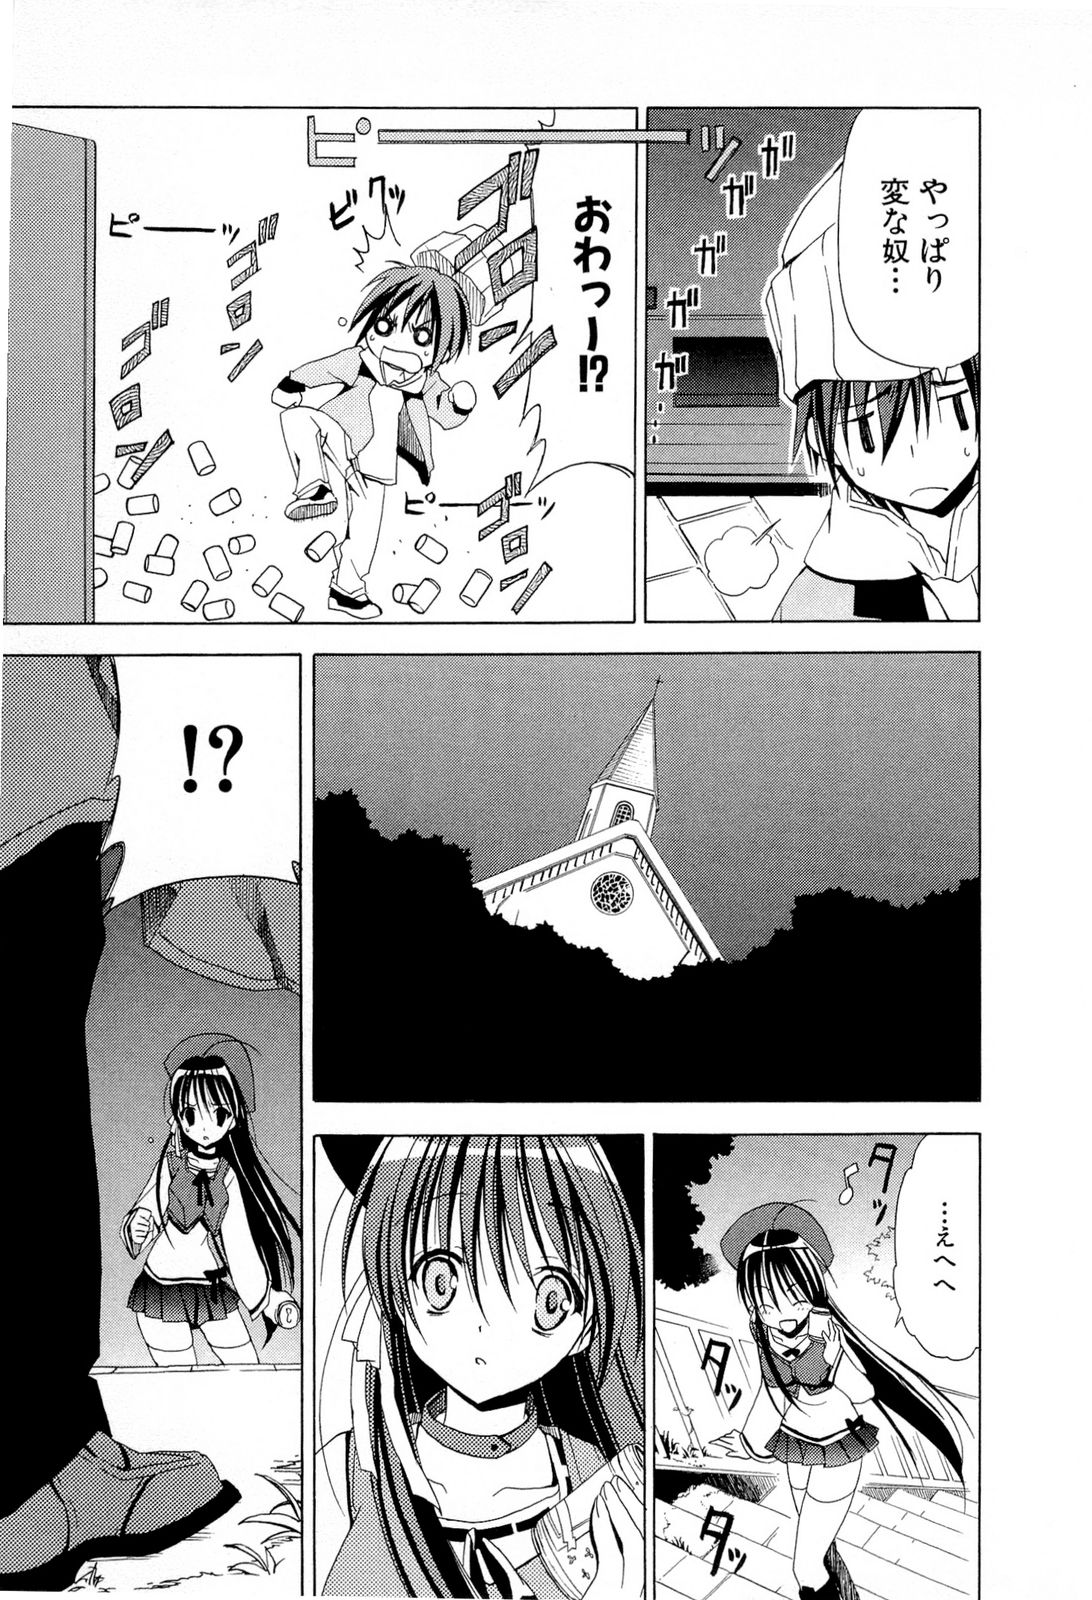 やっぱり
変な奴…
ガガガガガガ…
ピーッ
おわっー!?
ビクッ
ゴロンゴロン
ピーーッ
ゴン
ゴロン
ピーーッ
ゴロン
…えへへ
タッ
タッ
タッ
!?